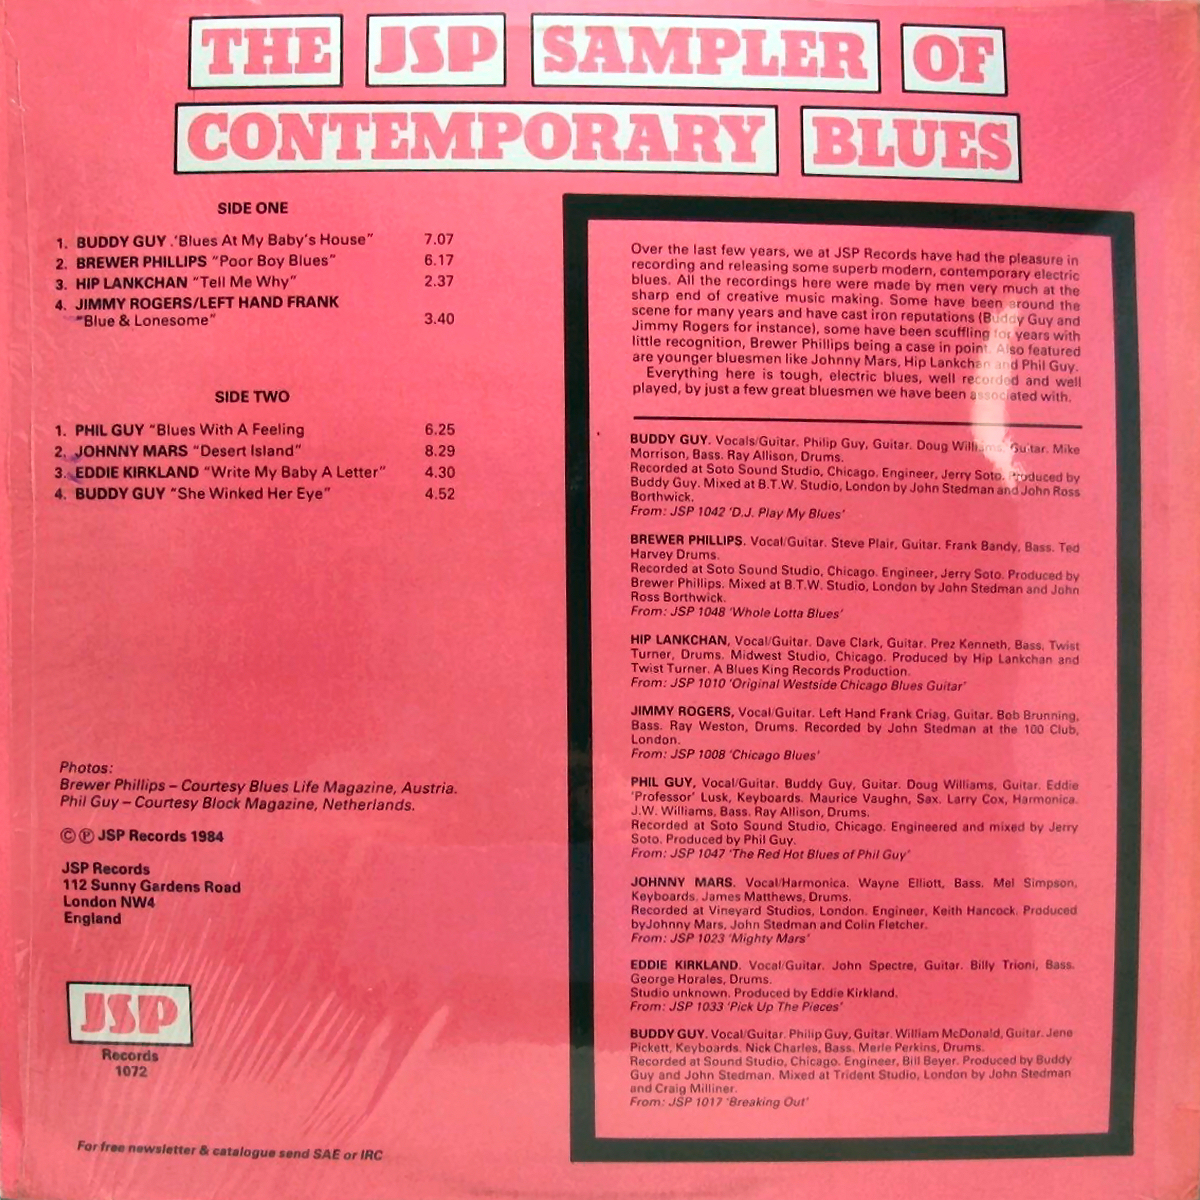 THE JSP SAMPLER OF
CONTEMPORARY BLUES
SIDE ONE
1. BUDDY GUY .'Blues At My Baby's House" 7.07
2. BREWER PHILLIPS "Poor Boy Blues" 6.17
3. HIP LANKCHAN "Tell Me Why" 2.37
4. JIMMY ROGERS/LEFT HAND FRANK
"Blue & Lonesome" 3.40
SIDE TWO
1. PHIL GUY "Blues With A Feeling 6.25
2. JOHNNY MARS "Desert Island" 8.29
3. EDDIE KIRKLAND "Write My Baby A Letter" 4.30
4. BUDDY GUY "She Winked Her Eye" 4.52
Photos:
Brewer Phillips – Courtesy Blues Life Magazine, Austria.
Phil Guy – Courtesy Block Magazine, Netherlands.
© ℗ JSP Records 1984
JSP Records
112 Sunny Gardens Road
London NW4
England
JSP
Records
1072
For free newsletter & catalogue send SAE or IRC
Over the last few years, we at JSP Records have had the pleasure in
recording and releasing some superb modern, contemporary electric
blues. All the recordings here were made by men very much at the
sharp end of creative music making. Some have been around the
scene for many years and have cast iron reputations (Buddy Guy and
Jimmy Rogers for instance), some have been scuffling for years with
little recognition, Brewer Phillips being a case in point. Also featured
are younger bluesmen like Johnny Mars, Hip Lankchan and Phil Guy.
Everything here is tough, electric blues, well recorded and well
played, by just a few great bluesmen we have been associated with.
BUDDY GUY. Vocals/Guitar. Philip Guy, Guitar. Doug Williams, Guitar. Mike
Morrison, Bass. Ray Allison, Drums.
Recorded at Soto Sound Studio, Chicago. Engineer, Jerry Soto. Produced by
Buddy Guy. Mixed at B.T.W. Studio, London by John Stedman and John Ross
Borthwick.
From: JSP 1042 'D.J. Play My Blues'
BREWER PHILLIPS. Vocal/Guitar. Steve Plair, Guitar. Frank Bandy, Bass. Ted
Harvey Drums.
Recorded at Soto Sound Studio, Chicago. Engineer, Jerry Soto. Produced by
Brewer Phillips. Mixed at B.T.W. Studio, London by John Stedman and John
Ross Borthwick.
From: JSP 1048 'Whole Lotta Blues'
HIP LANKCHAN, Vocal/Guitar. Dave Clark, Guitar. Prez Kenneth, Bass. Twist
Turner, Drums. Midwest Studio, Chicago. Produced by Hip Lankchan and
Twist Turner. A Blues King Records Production.
From: JSP 1010 'Original Westside Chicago Blues Guitar'
JIMMY ROGERS, Vocal/Guitar. Left Hand Frank Criag, Guitar. Bob Brunning,
Bass. Ray Weston, Drums. Recorded by John Stedman at the 100 Club,
London.
From: JSP 1008 'Chicago Blues'
PHIL GUY, Vocal/Guitar. Buddy Guy, Guitar. Doug Williams, Guitar. Eddie
'Professor' Lusk, Keyboards. Maurice Vaughn, Sax. Larry Cox, Harmonica.
J.W. Williams, Bass. Ray Allison, Drums.
Recorded at Soto Sound Studio, Chicago. Engineered and mixed by Jerry
Soto. Produced by Phil Guy.
From: JSP 1047 'The Red Hot Blues of Phil Guy'
JOHNNY MARS. Vocal/Harmonica. Wayne Elliott, Bass. Mel Simpson,
Keyboards. James Matthews, Drums.
Recorded at Vineyard Studios, London. Engineer, Keith Hancock. Produced
byJohnny Mars, John Stedman and Colin Fletcher.
From: JSP 1023 'Mighty Mars'
EDDIE KIRKLAND. Vocal/Guitar. John Spectre, Guitar. Billy Trioni, Bass.
George Horales, Drums.
Studio unknown. Produced by Eddie Kirkland.
From: JSP 1033 'Pick Up The Pieces'
BUDDY GUY. Vocal/Guitar. Philip Guy, Guitar. William McDonald, Guitar. Jene
Pickett, Keyboards. Nick Charles, Bass. Merle Perkins, Drums.
Recorded at Sound Studio, Chicago. Engineer, Bill Beyer. Produced by Buddy
Guy and John Stedman. Mixed at Trident Studio, London by John Stedman
and Craig Milliner.
From: JSP 1017 'Breaking Out'